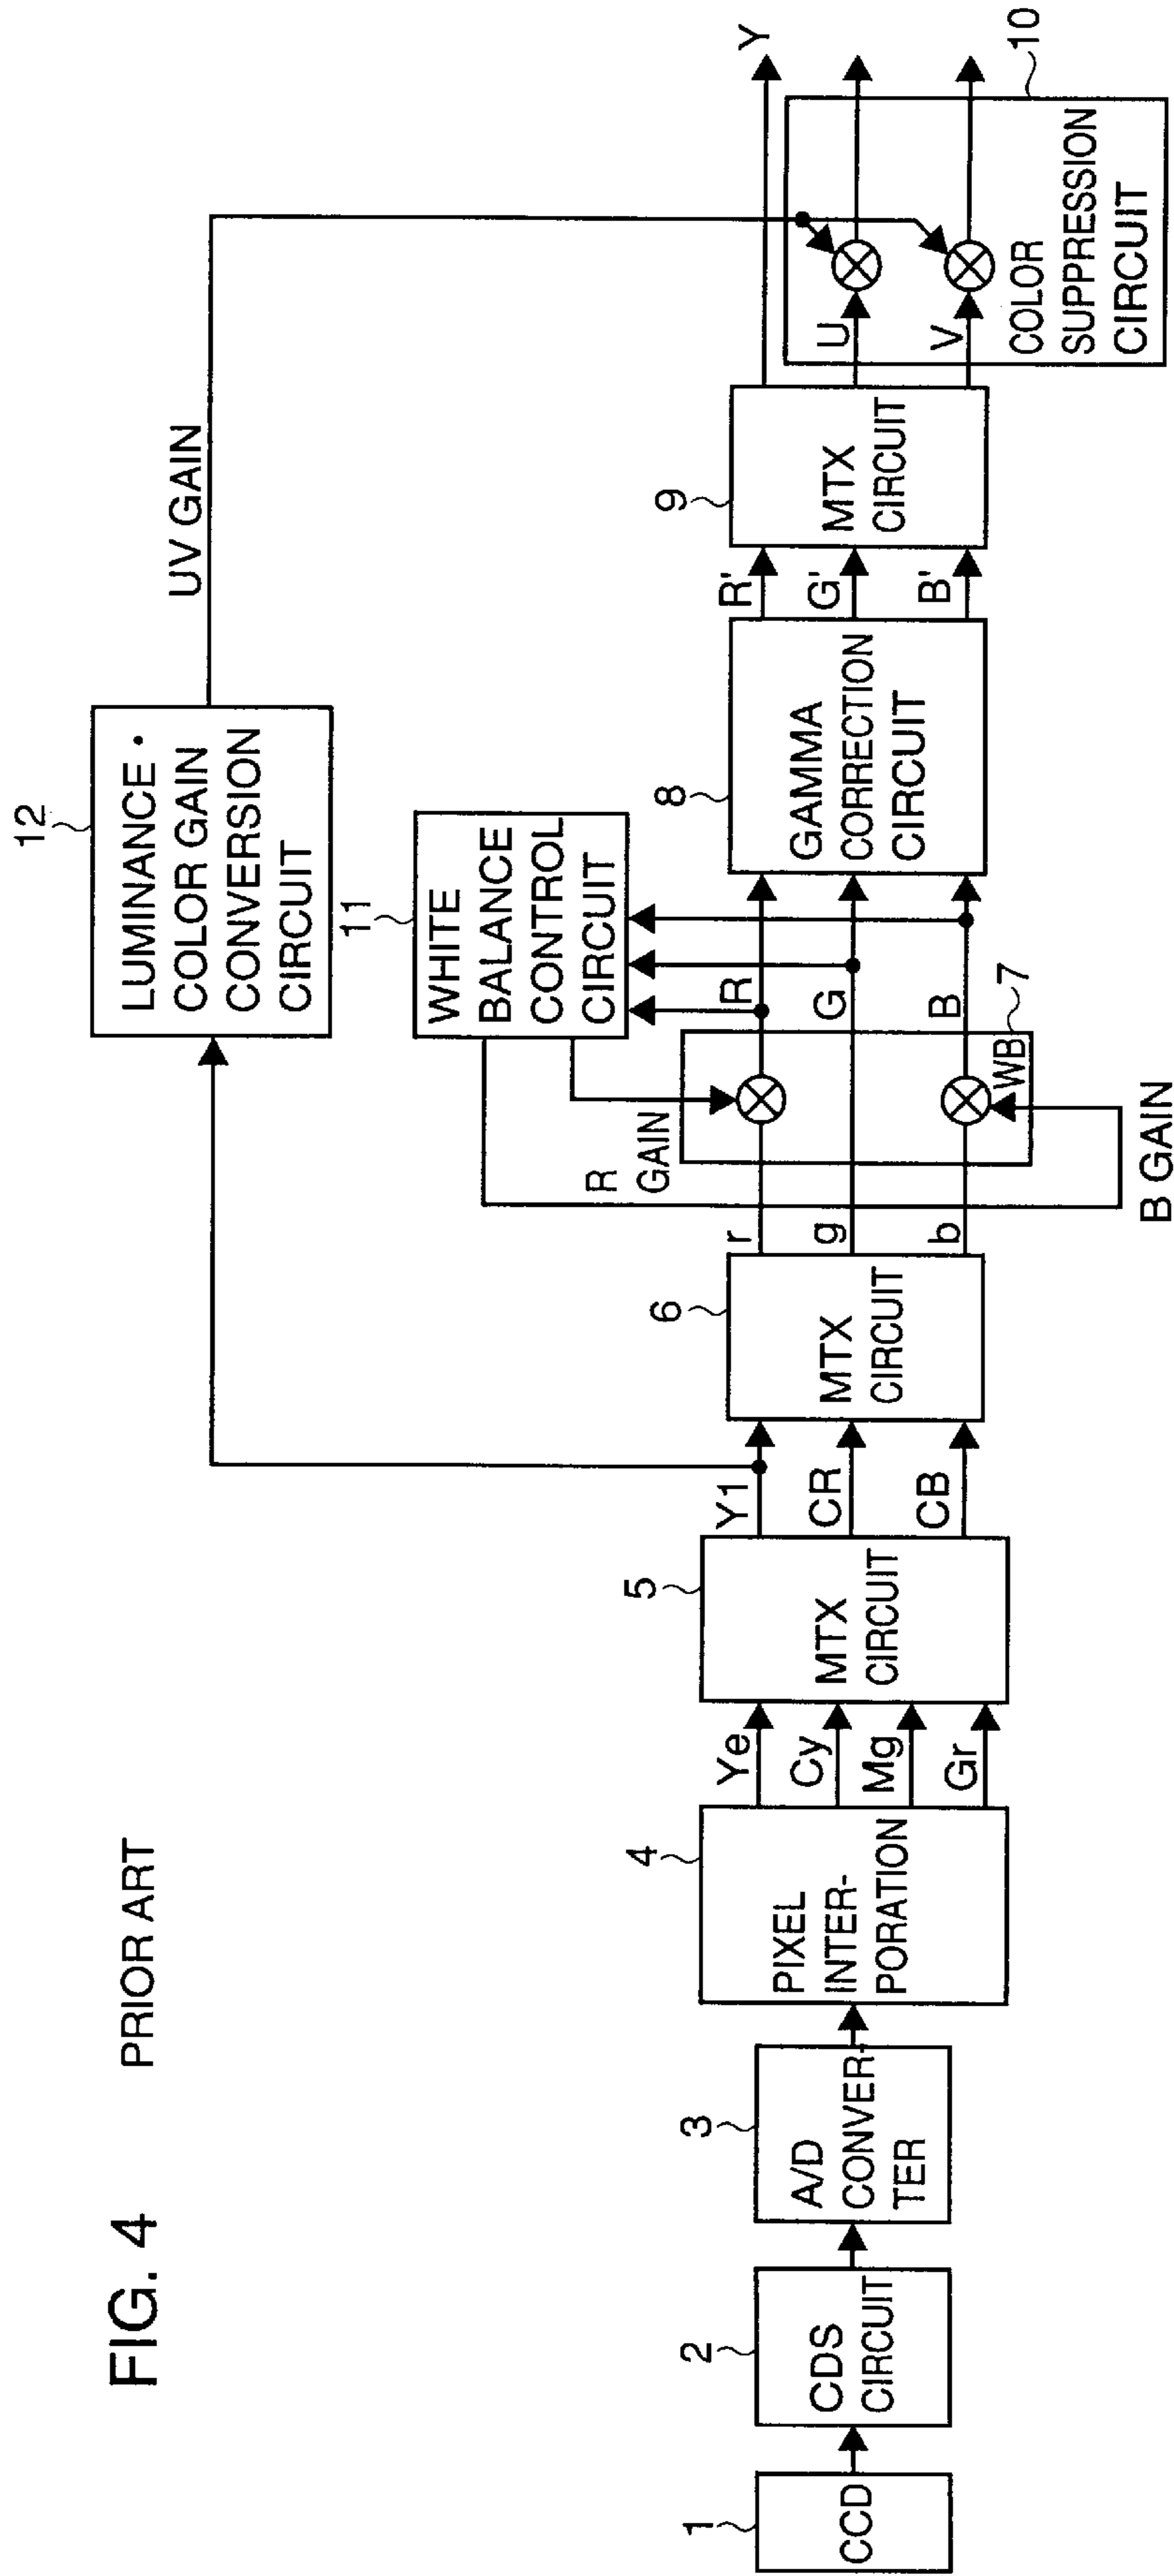 FIG. 4
PRIOR ART
1
CCD
2
CDS
CIRCUIT
3
A/D
CONVER-
TER
4
PIXEL
INTER-
PORATION
Ye
Cy
Mg
Gr
5
MTX
CIRCUIT
Y1
CR
CB
6
MTX
CIRCUIT
r
g
b
R
GAIN
B GAIN
WB
7
R
G
B
11
WHITE
BALANCE
CONTROL
CIRCUIT
12
LUMINANCE •
COLOR GAIN
CONVERSION
CIRCUIT
UV GAIN
8
GAMMA
CORRECTION
CIRCUIT
R'
G'
B'
9
MTX
CIRCUIT
Y
U
V
COLOR
SUPPRESSION
CIRCUIT
10